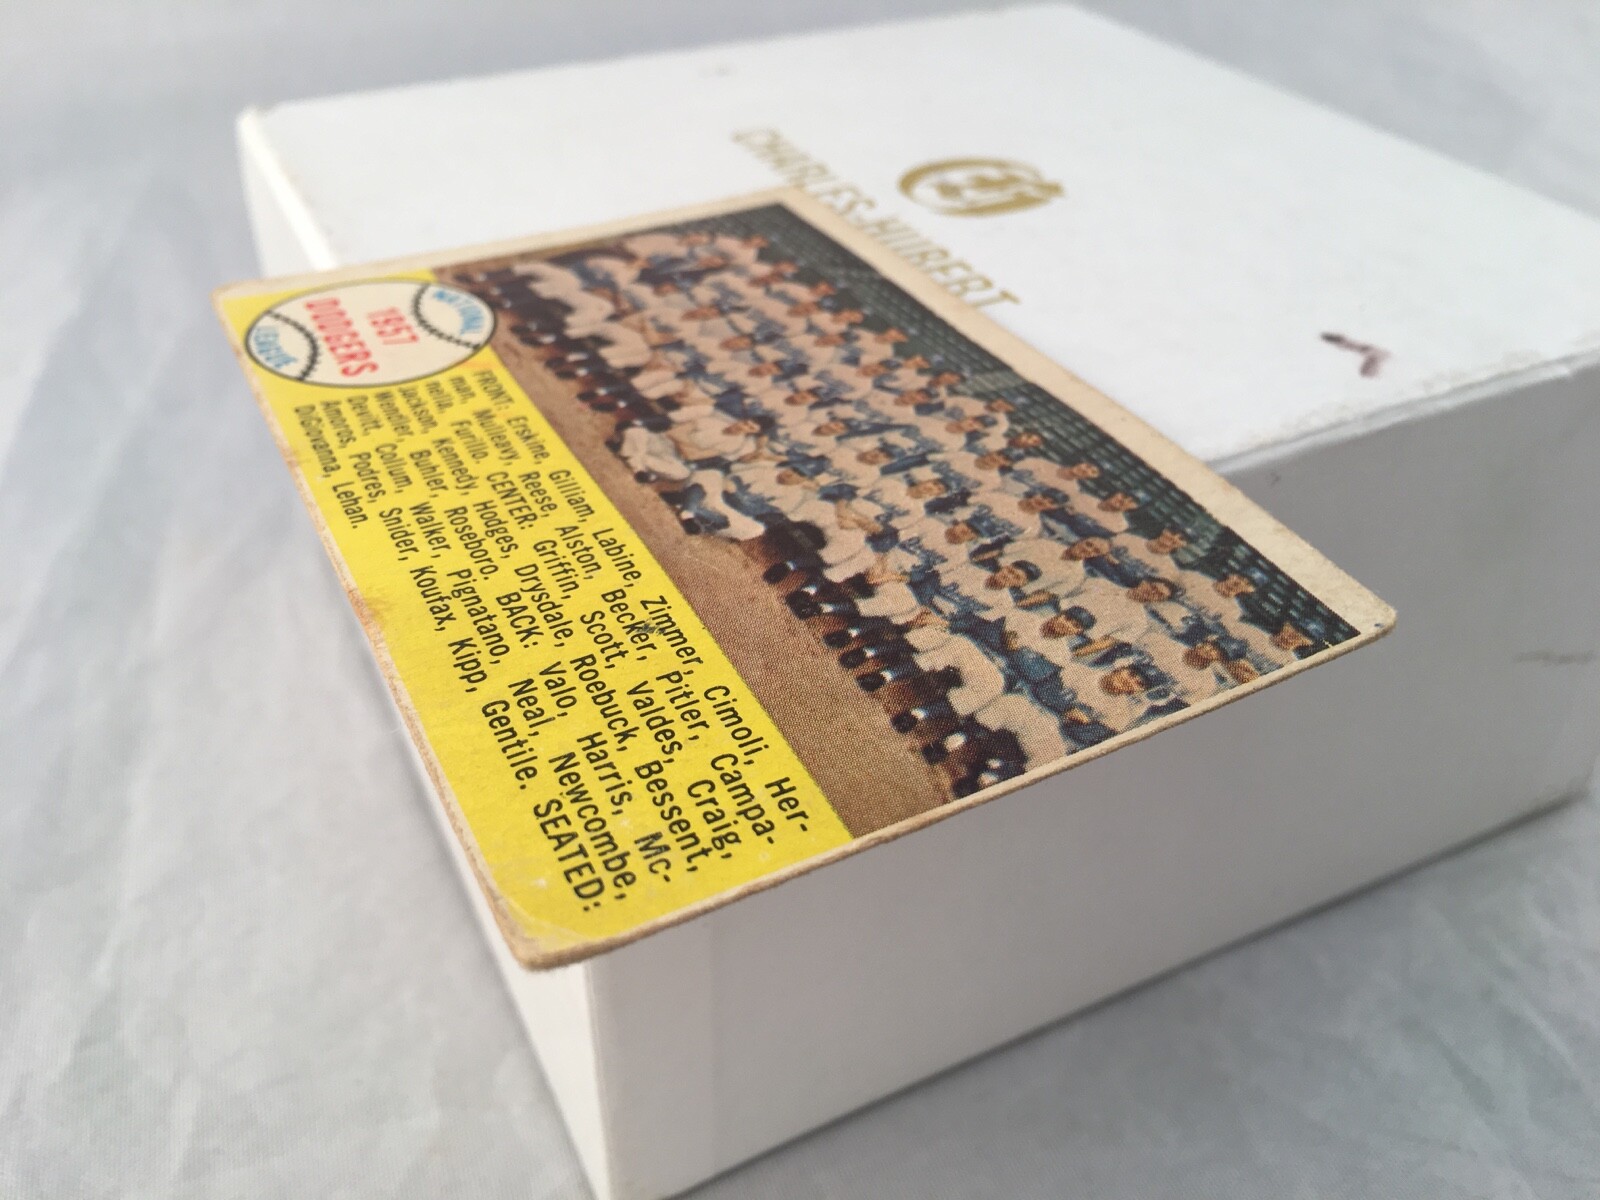 CHARLES-HUBERT
NATIONAL
1957
DODGERS
LEAGUE
FRONT: Erskine, Gilliam, Labine, Zimmer, Cimoli, Her-
man, Mulleavy, Reese, Alston, Becker, Pitler, Campa-
nella, Furillo. CENTER: Griffin, Scott, Valdes, Craig,
Jackson, Kennedy, Hodges, Drysdale, Roebuck, Bessent,
Wendler, Buhler, Roseboro. BACK: Valo, Harris, Mc-
Devitt, Collum, Walker, Pignatano, Neal, Newcombe,
Amoros, Podres, Snider, Koufax, Kipp, Gentile. SEATED:
DiGiovanna, Lehan.